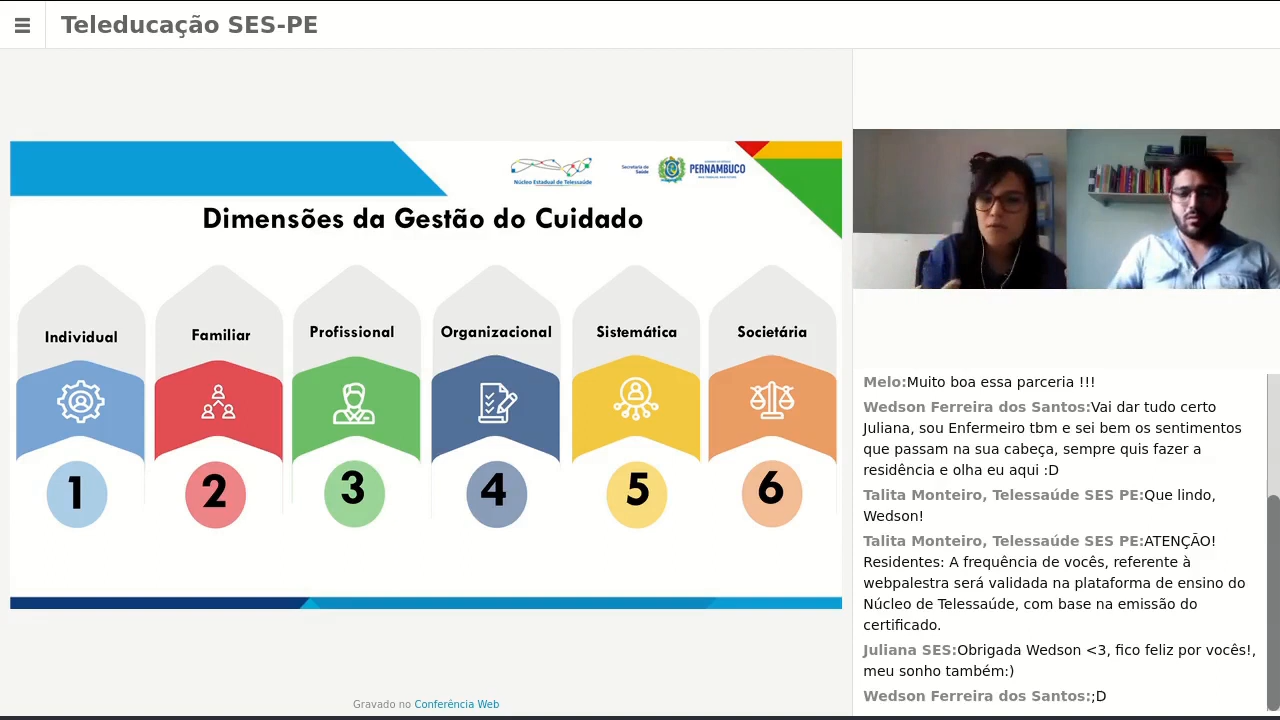 Teleducação SES-PE
Núcleo Estadual de Telessaúde
Secretaria de
Saúde
PERNAMBUCO
Dimensões da Gestão do Cuidado
Individual
Familiar
Profissional
Organizacional
Sistemática
Societária
1
2
3
4
5
6
Gravado no Conferência Web
Melo:Muito boa essa parceria !!!
Wedson Ferreira dos Santos:Vai dar tudo certo
Juliana, sou Enfermeiro tbm e sei bem os sentimentos
que passam na sua cabeça, sempre quis fazer a
residência e olha eu aqui :D
Talita Monteiro, Telessaúde SES PE:Que lindo,
Wedson!
Talita Monteiro, Telessaúde SES PE:ATENÇÃO!
Residentes: A frequência de vocês, referente à
webpalestra será validada na plataforma de ensino do
Núcleo de Telessaúde, com base na emissão do
certificado.
Juliana SES:Obrigada Wedson <3, fico feliz por vocês!,
meu sonho também:)
Wedson Ferreira dos Santos:;D